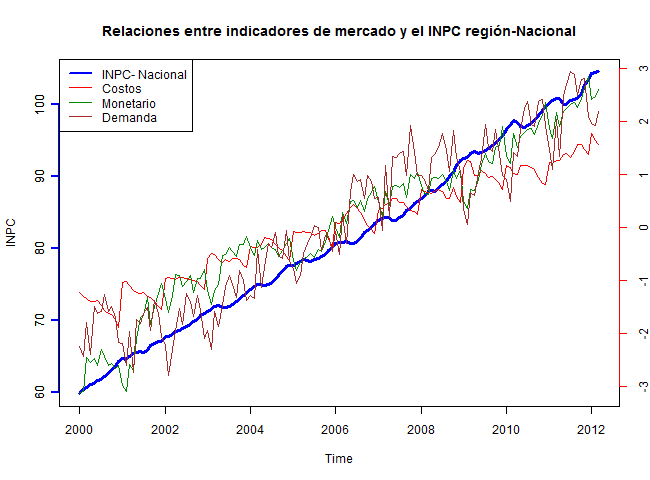 Relaciones entre indicadores de mercado y el INPC región-Nacional
INPC- Nacional
Costos
Monetario
Demanda
INPC
60
70
80
90
100
-3
-2
-1
0
1
2
3
2000
2002
2004
2006
2008
2010
2012
Time